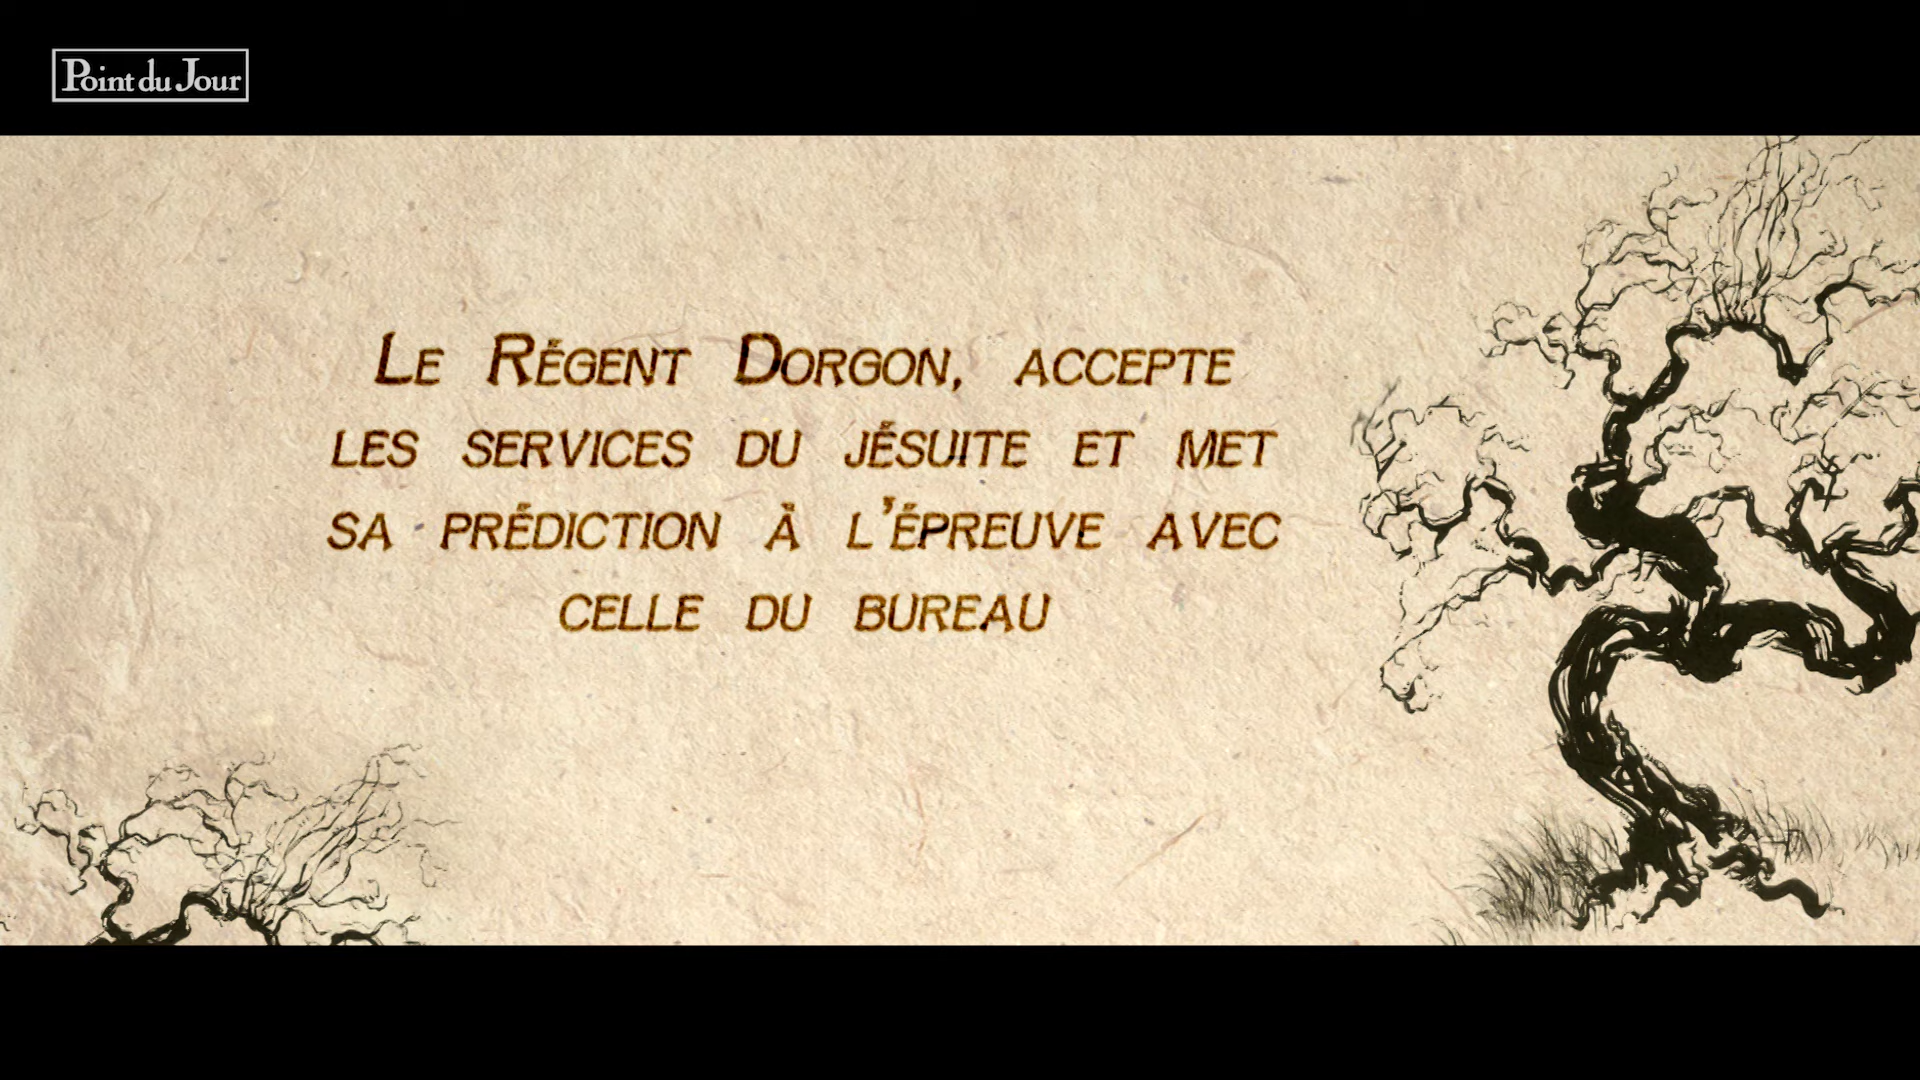 Point du Jour
Le Régent Dorgon, accepte
les services du jésuite et met
sa prédiction à l'épreuve avec
celle du bureau